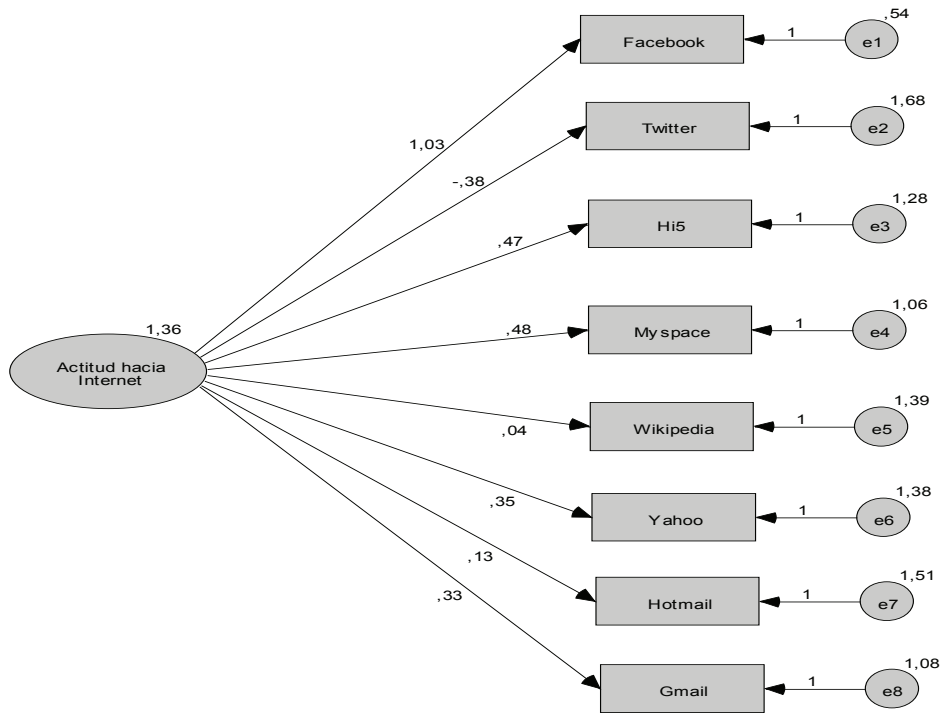 ,54
Facebook
1
e1
1,68
Twitter
1
e2
1,03
-,38
1,28
Hi5
1
e3
,47
1,06
1,36
,48
My space
1
e4
Actitud hacia
Internet
1,39
Wikipedia
1
e5
,04
1,38
,35
Yahoo
1
e6
,13
1,51
,33
Hotmail
1
e7
1,08
Gmail
1
e8